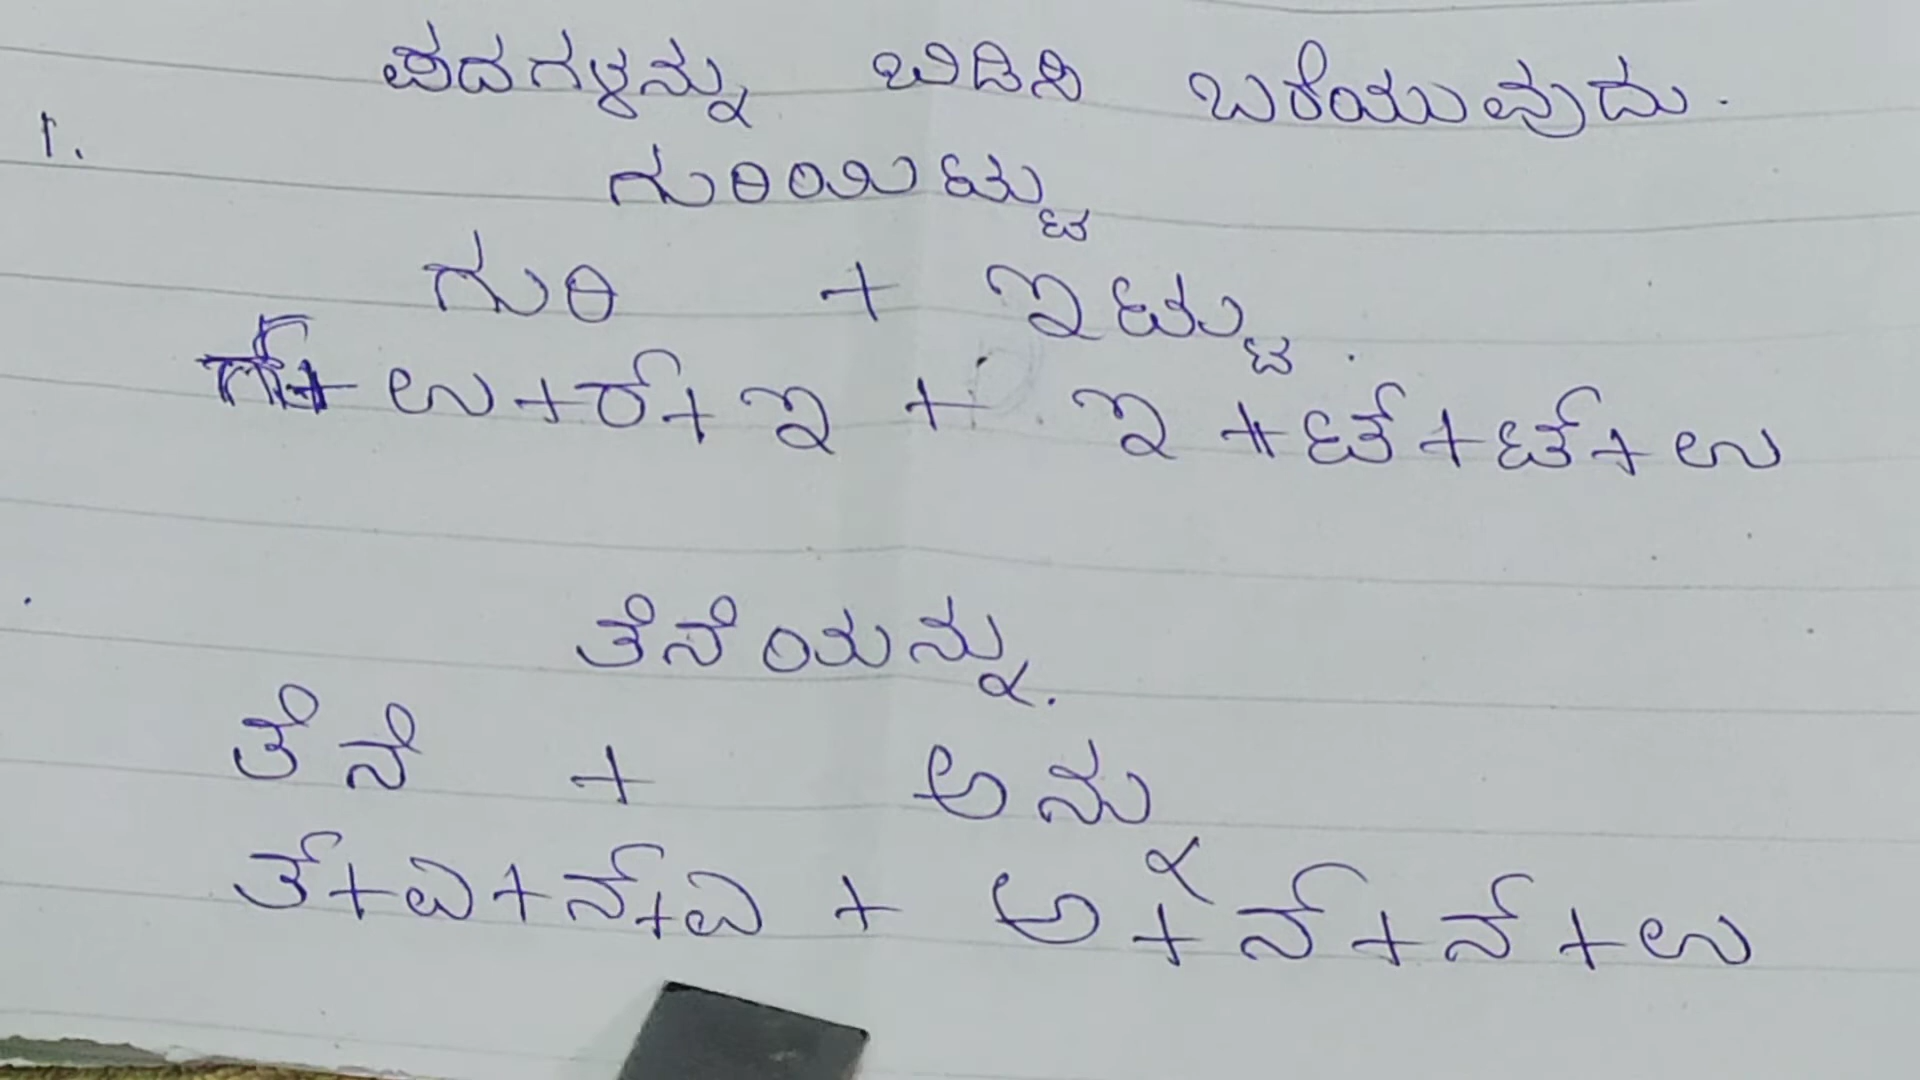 ಪದಗಳನ್ನು ಬಿಡಿಸಿ ಬರೆಯುವುದು.
1. ಗುರಿಯಿಟ್ಟು
ಗುರಿ + ಇಟ್ಟು.
ಗ್+ ಉ+ರ್+ಇ + ಇ +ಟ್+ಟ್+ಉ
ತೆನೆಯನ್ನು.
ತೆನೆ + ಅನ್ನು
ತ್+ಎ+ನ್+ಎ + ಅ+ನ್+ನ್+ಉ